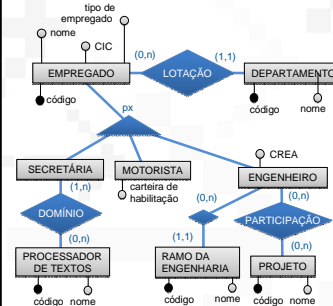 tipo de
empregado
nome
CIC
(0,n)
(1,1)
EMPREGADO
LOTAÇÃO
DEPARTAMENTO
código
código
nome
px
CREA
SECRETÁRIA
MOTORISTA
ENGENHEIRO
(1,n)
carteira de
habilitação
(0,n)
(0,n)
DOMÍNIO
PARTICIPAÇÃO
(0,n)
(1,1)
(0,n)
PROCESSADOR
DE TEXTOS
RAMO DA
ENGENHARIA
PROJETO
código
nome
código
nome
código
nome